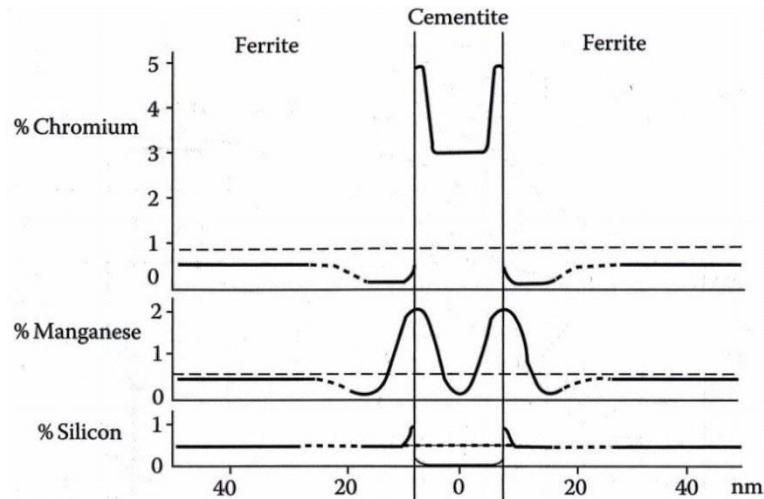 Cementite
Ferrite
Ferrite
5
4
% Chromium
3
2
1
0
2
% Manganese
1
0
% Silicon
1
0
40 20 0 20 40 nm